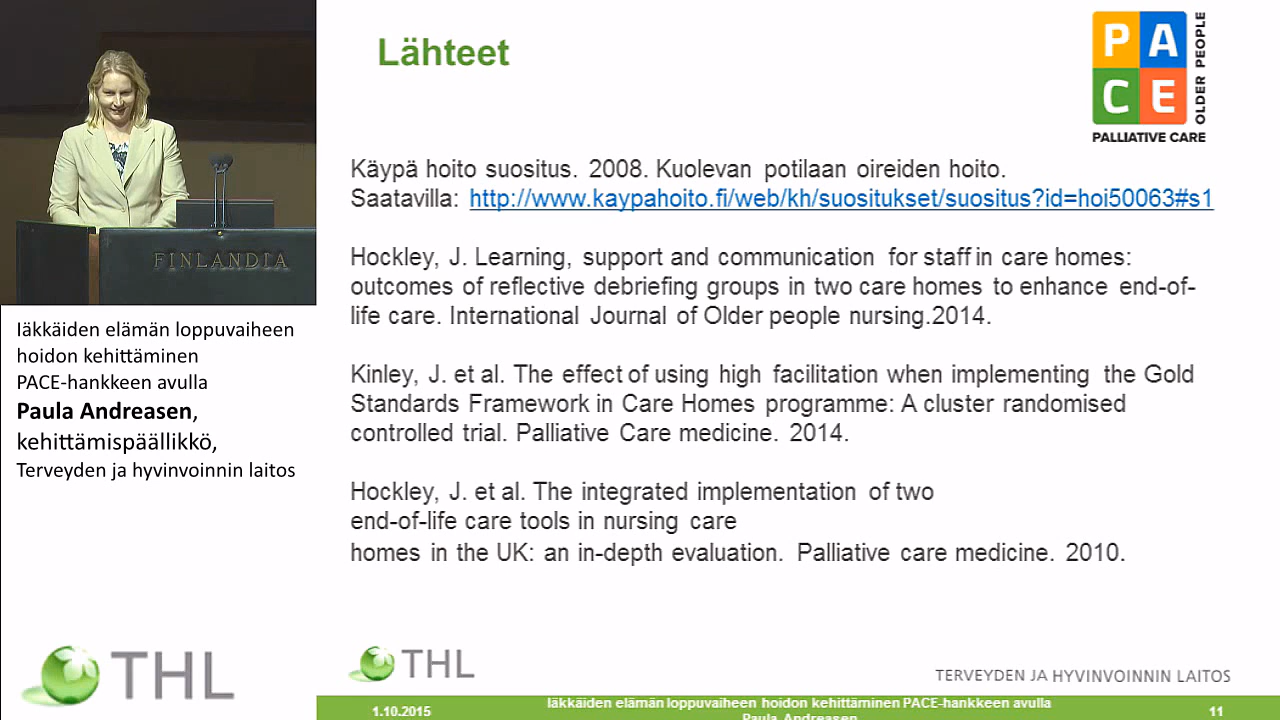 FINLANDIA
Iäkkäiden elämän loppuvaiheen
hoidon kehittäminen
PACE-hankkeen avulla
Paula Andreasen,
kehittämispäällikkö,
Terveyden ja hyvinvoinnin laitos
THL
Lähteet
PACE
OLDER PEOPLE
PALLIATIVE CARE
Käypä hoito suositus. 2008. Kuolevan potilaan oireiden hoito.
Saatavilla: http://www.kaypahoito.fi/web/kh/suositukset/suositus?id=hoi50063#s1
Hockley, J. Learning, support and communication for staff in care homes:
outcomes of reflective debriefing groups in two care homes to enhance end-of-
life care. International Journal of Older people nursing.2014.
Kinley, J. et al. The effect of using high facilitation when implementing the Gold
Standards Framework in Care Homes programme: A cluster randomised
controlled trial. Palliative Care medicine. 2014.
Hockley, J. et al. The integrated implementation of two
end-of-life care tools in nursing care
homes in the UK: an in-depth evaluation. Palliative care medicine. 2010.
THL
TERVEYDEN JA HYVINVOINNIN LAITOS
1.10.2015
Iäkkäiden elämän loppuvaiheen hoidon kehittäminen PACE-hankkeen avulla
Paula Andreasen
11